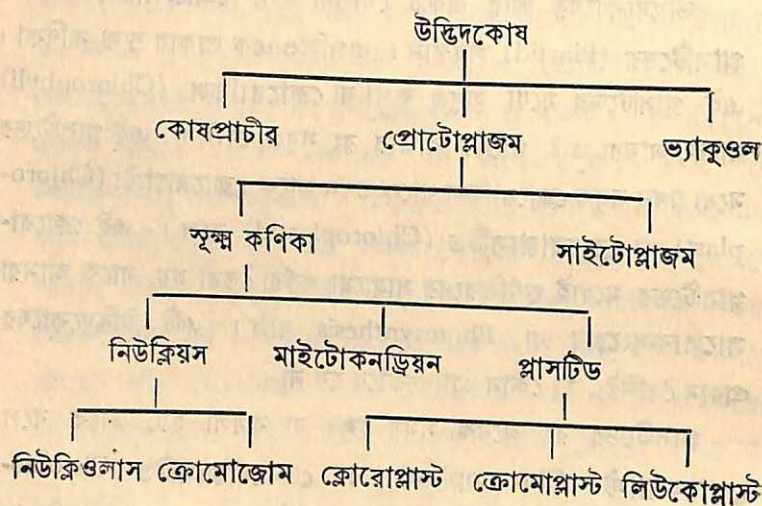 উদ্ভিদকোষ
কোষপ্রাচীর প্রোটোপ্লাজম ভ্যাকুওল
সূক্ষ্ম কণিকা সাইটোপ্লাজম
নিউক্লিয়স মাইটোকনড্রিয়ন প্লাসটিড
নিউক্লিওলাস ক্রোমোজোম ক্লোরোপ্লাস্ট ক্রোমোপ্লাস্ট লিউকোপ্লাস্ট